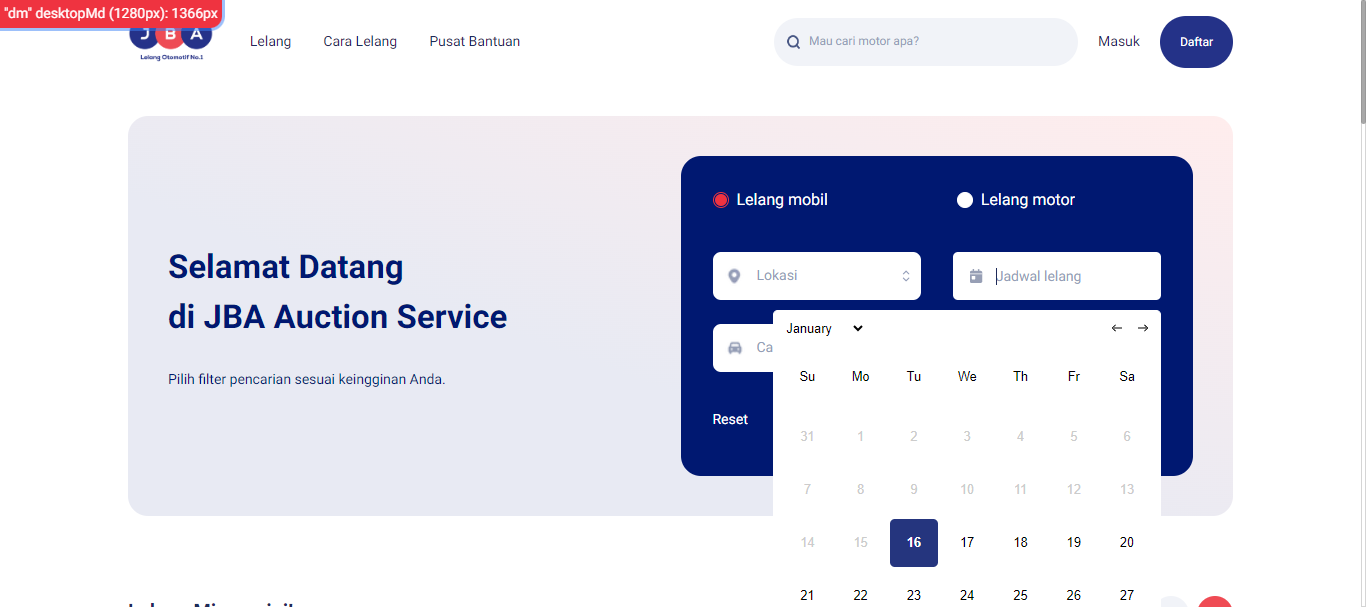 "dm" desktopMd (1280px): 1366px
JBA
Lelang Otomotif No.1
Lelang
Cara Lelang
Pusat Bantuan
Mau cari motor apa?
Masuk
Daftar
Selamat Datang
di JBA Auction Service
Pilih filter pencarian sesuai keingginan Anda.
Lelang mobil
Lelang motor
Lokasi
Jadwal lelang
Ca
Reset
January
Su Mo Tu We Th Fr Sa
31 1 2 3 4 5 6
7 8 9 10 11 12 13
14 15 16 17 18 19 20
21 22 23 24 25 26 27